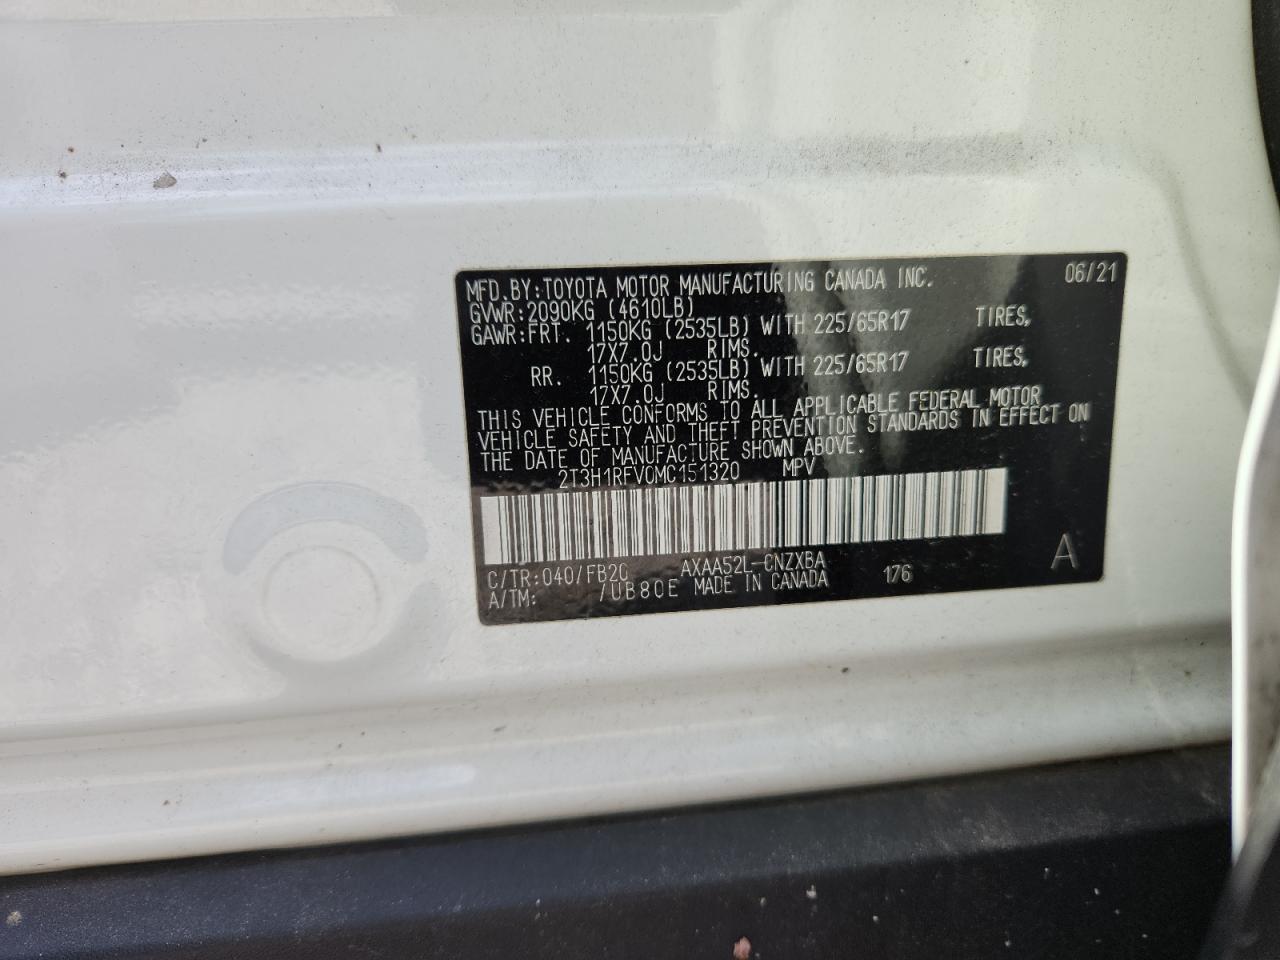 MFD.BY:TOYOTA MOTOR MANUFACTURING CANADA INC. 06/21
GVWR:2090KG (4610LB)
GAWR:FRT. 1150KG (2535LB) WITH 225/65R17 TIRES,
17X7.0J RIMS.
RR. 1150KG (2535LB) WITH 225/65R17 TIRES,
17X7.0J RIMS.
THIS VEHICLE CONFORMS TO ALL APPLICABLE FEDERAL MOTOR
VEHICLE SAFETY AND THEFT PREVENTION STANDARDS IN EFFECT ON
THE DATE OF MANUFACTURE SHOWN ABOVE.
2T3H1RFV0MC151320 MPV
C/TR:040/FB20 AXAA52L-CNZXBA 176 A
A/TM: /UB80E MADE IN CANADA